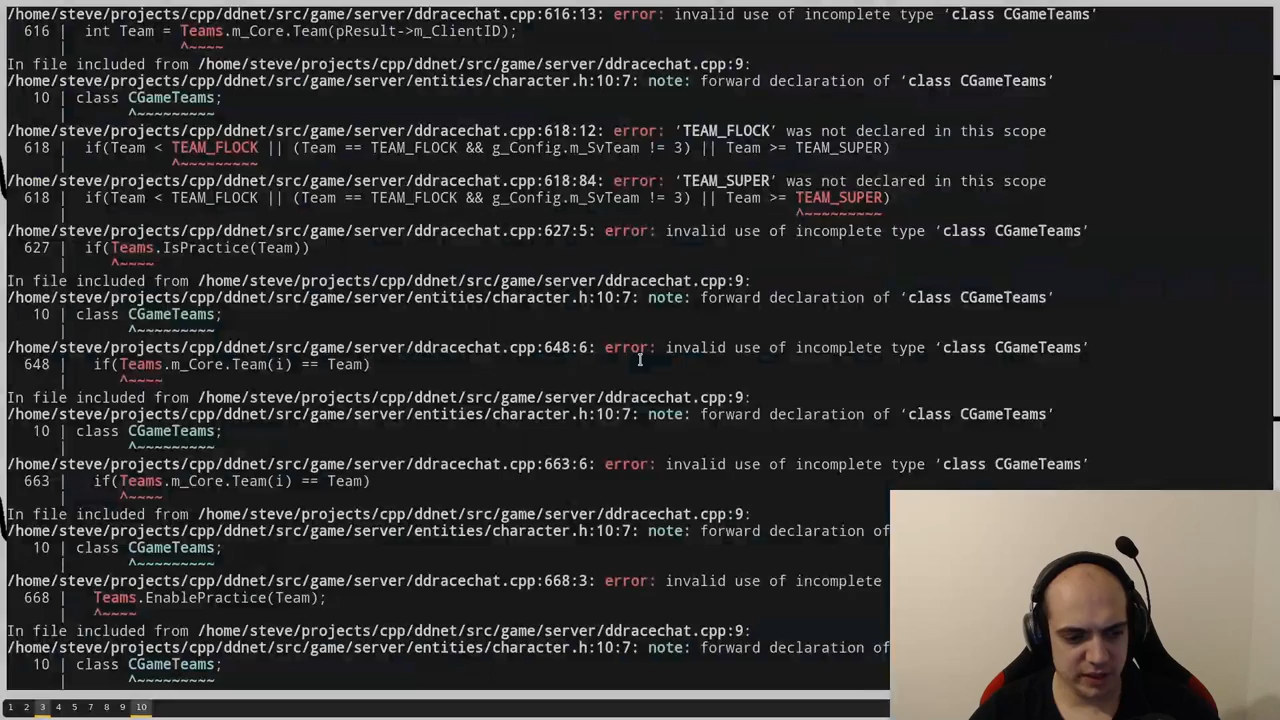 /home/steve/projects/cpp/ddnet/src/game/server/ddracechat.cpp:616:13: error: invalid use of incomplete type ‘class CGameTeams’
616 | int Team = Teams.m_Core.Team(pResult->m_ClientID);
| ^~~~~
In file included from /home/steve/projects/cpp/ddnet/src/game/server/ddracechat.cpp:9:
/home/steve/projects/cpp/ddnet/src/game/server/entities/character.h:10:7: note: forward declaration of ‘class CGameTeams’
10 | class CGameTeams;
| ^~~~~~~~~~
/home/steve/projects/cpp/ddnet/src/game/server/ddracechat.cpp:618:12: error: ‘TEAM_FLOCK’ was not declared in this scope
618 | if(Team < TEAM_FLOCK || (Team == TEAM_FLOCK && g_Config.m_SvTeam != 3) || Team >= TEAM_SUPER)
| ^~~~~~~~~~
/home/steve/projects/cpp/ddnet/src/game/server/ddracechat.cpp:618:84: error: ‘TEAM_SUPER’ was not declared in this scope
618 | if(Team < TEAM_FLOCK || (Team == TEAM_FLOCK && g_Config.m_SvTeam != 3) || Team >= TEAM_SUPER)
| ^~~~~~~~~~
/home/steve/projects/cpp/ddnet/src/game/server/ddracechat.cpp:627:5: error: invalid use of incomplete type ‘class CGameTeams’
627 | if(Teams.IsPractice(Team))
| ^~~~~
In file included from /home/steve/projects/cpp/ddnet/src/game/server/ddracechat.cpp:9:
/home/steve/projects/cpp/ddnet/src/game/server/entities/character.h:10:7: note: forward declaration of ‘class CGameTeams’
10 | class CGameTeams;
| ^~~~~~~~~~
/home/steve/projects/cpp/ddnet/src/game/server/ddracechat.cpp:648:6: error: invalid use of incomplete type ‘class CGameTeams’
648 | if(Teams.m_Core.Team(i) == Team)
| ^~~~~
In file included from /home/steve/projects/cpp/ddnet/src/game/server/ddracechat.cpp:9:
/home/steve/projects/cpp/ddnet/src/game/server/entities/character.h:10:7: note: forward declaration of ‘class CGameTeams’
10 | class CGameTeams;
| ^~~~~~~~~~
/home/steve/projects/cpp/ddnet/src/game/server/ddracechat.cpp:663:6: error: invalid use of incomplete type ‘class CGameTeams’
663 | if(Teams.m_Core.Team(i) == Team)
| ^~~~~
In file included from /home/steve/projects/cpp/ddnet/src/game/server/ddracechat.cpp:9:
/home/steve/projects/cpp/ddnet/src/game/server/entities/character.h:10:7: note: forward declaration of
10 | class CGameTeams;
| ^~~~~~~~~~
/home/steve/projects/cpp/ddnet/src/game/server/ddracechat.cpp:668:3: error: invalid use of incomplete
668 | Teams.EnablePractice(Team);
| ^~~~~
In file included from /home/steve/projects/cpp/ddnet/src/game/server/ddracechat.cpp:9:
/home/steve/projects/cpp/ddnet/src/game/server/entities/character.h:10:7: note: forward declaration of
10 | class CGameTeams;
| ^~~~~~~~~~
1 2 3 4 5 6 7 8 9 10